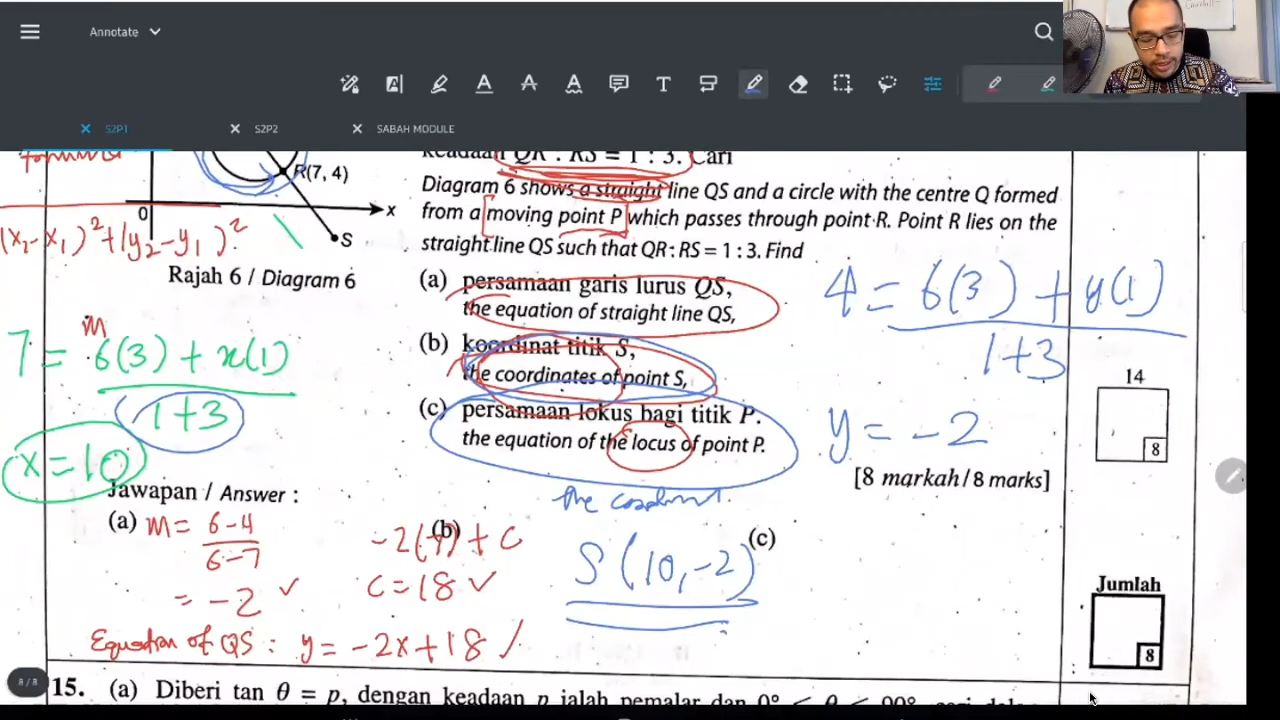 Annotate
S2P1
S2P2
SABAH MODULE
keadaan QR : RS = 1 : 3. Cari
R(7, 4)
0
x
S
(x2-x1)²+(y2-y1)²
Rajah 6 / Diagram 6
Diagram 6 shows a straight line QS and a circle with the centre Q formed
from a moving point P which passes through point R. Point R lies on the
straight line QS such that QR : RS = 1 : 3. Find
(a) persamaan garis lurus QS,
the equation of straight line QS,
(b) koordinat titik S,
the coordinates of point S,
(c) persamaan lokus bagi titik P.
the equation of the locus of point P.
[8 markah/8 marks]
m
7 = 6(3) + x(1)
1+3
x = 10
4 = 6(3) + y(1)
1+3
y = -2
14
8
Jawapan / Answer :
(a) m = 6-4
6-7
= -2 ✓
Equation of QS : y = -2x+18
(b)
+ c
c = 18 ✓
the
S (10, -2)
(c)
Jumlah
8
8/8
15. (a) Diberi tan θ = p, dengan keadaan p ialah pemalar dan 0°